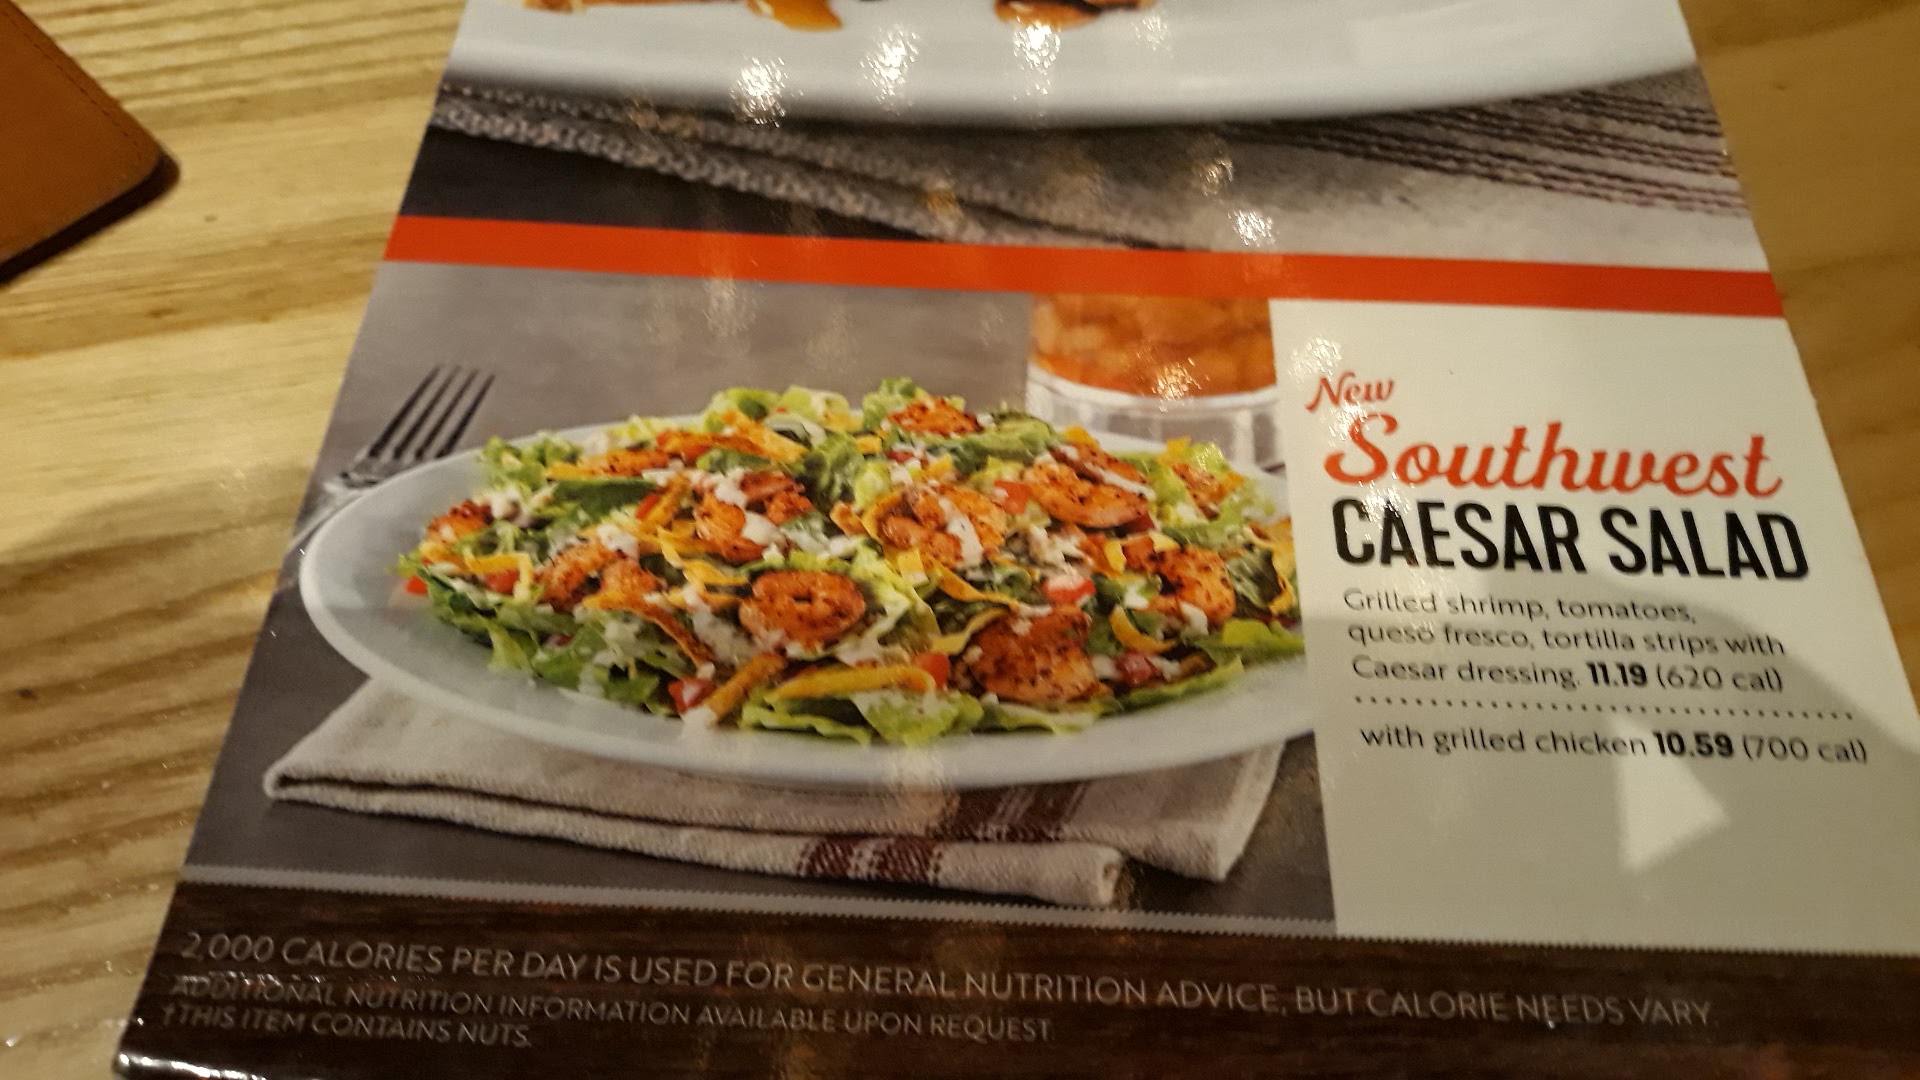 New
Southwest
CAESAR SALAD
Grilled shrimp, tomatoes,
queso fresco, tortilla strips with
Caesar dressing. 11.19 (620 cal)
with grilled chicken 10.59 (700 cal)
2,000 CALORIES PER DAY IS USED FOR GENERAL NUTRITION ADVICE, BUT CALORIE NEEDS VARY.
ADDITIONAL NUTRITION INFORMATION AVAILABLE UPON REQUEST.
†THIS ITEM CONTAINS NUTS.